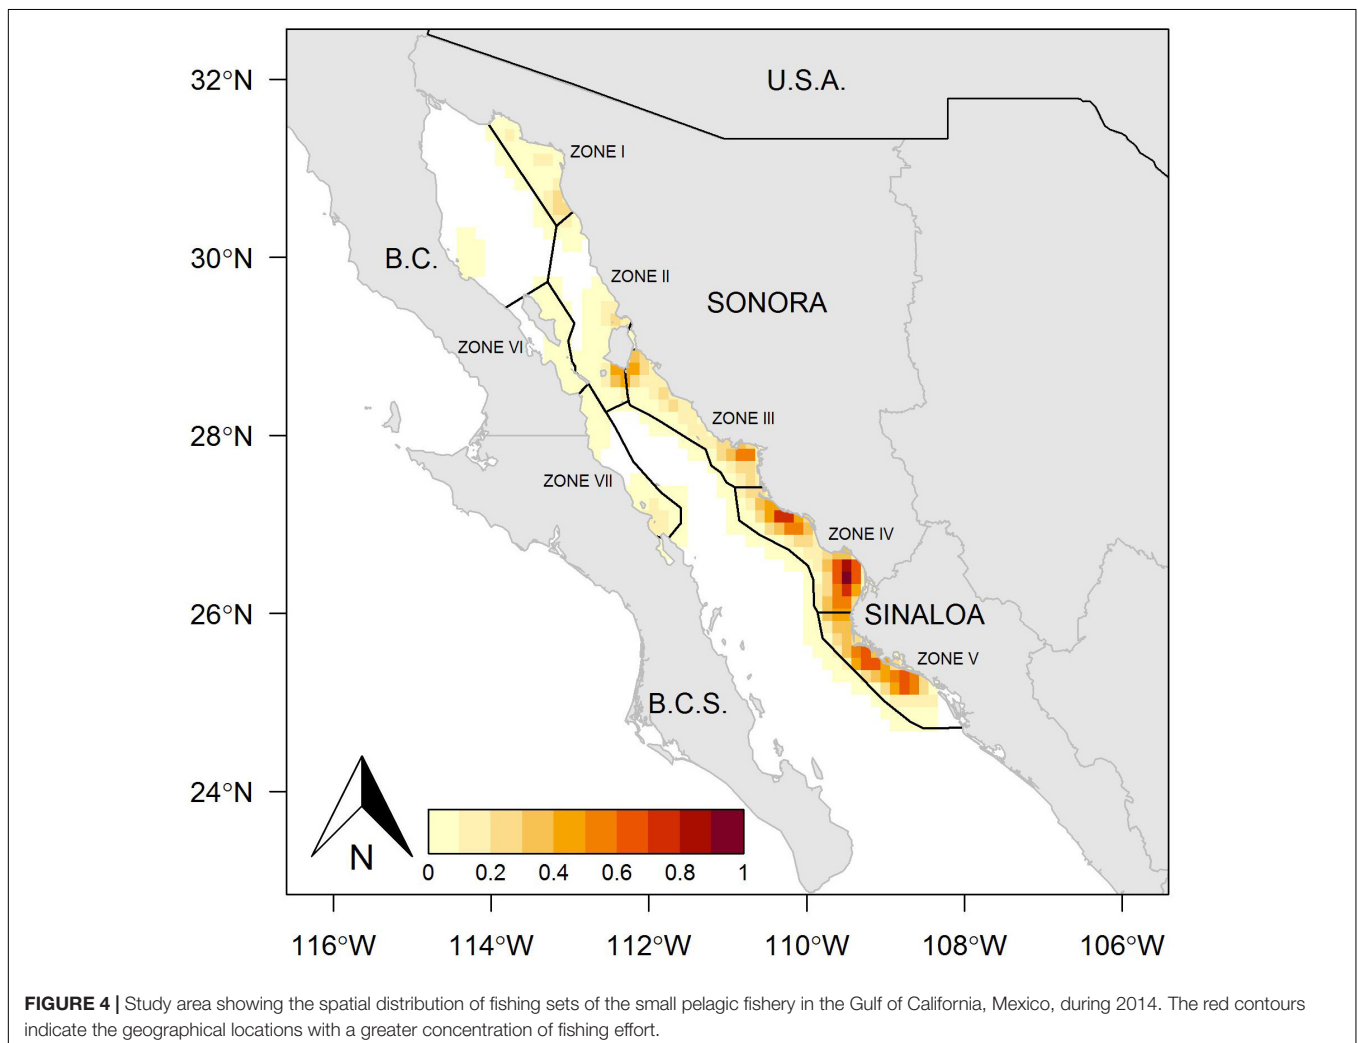 32°N
30°N
28°N
26°N
24°N
U.S.A.
ZONE I
B.C.
ZONE II
SONORA
ZONE VI
ZONE III
ZONE VII
ZONE IV
SINALOA
ZONE V
B.C.S.
N
0 0.2 0.4 0.6 0.8 1
116°W 114°W 112°W 110°W 108°W 106°W
FIGURE 4 | Study area showing the spatial distribution of fishing sets of the small pelagic fishery in the Gulf of California, Mexico, during 2014. The red contours
indicate the geographical locations with a greater concentration of fishing effort.